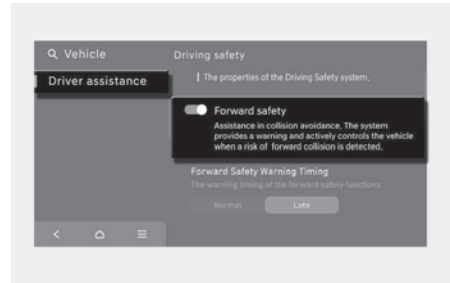 Vehicle
Driver assistance
Driving safety
The properties of the Driving Safety system.
Forward safety
Assistance in collision avoidance. The system
provides a warning and actively controls the vehicle
when a risk of forward collision is detected.
Forward Safety Warning Timing
The warning timing of the forward safety functions.
Normal
Late